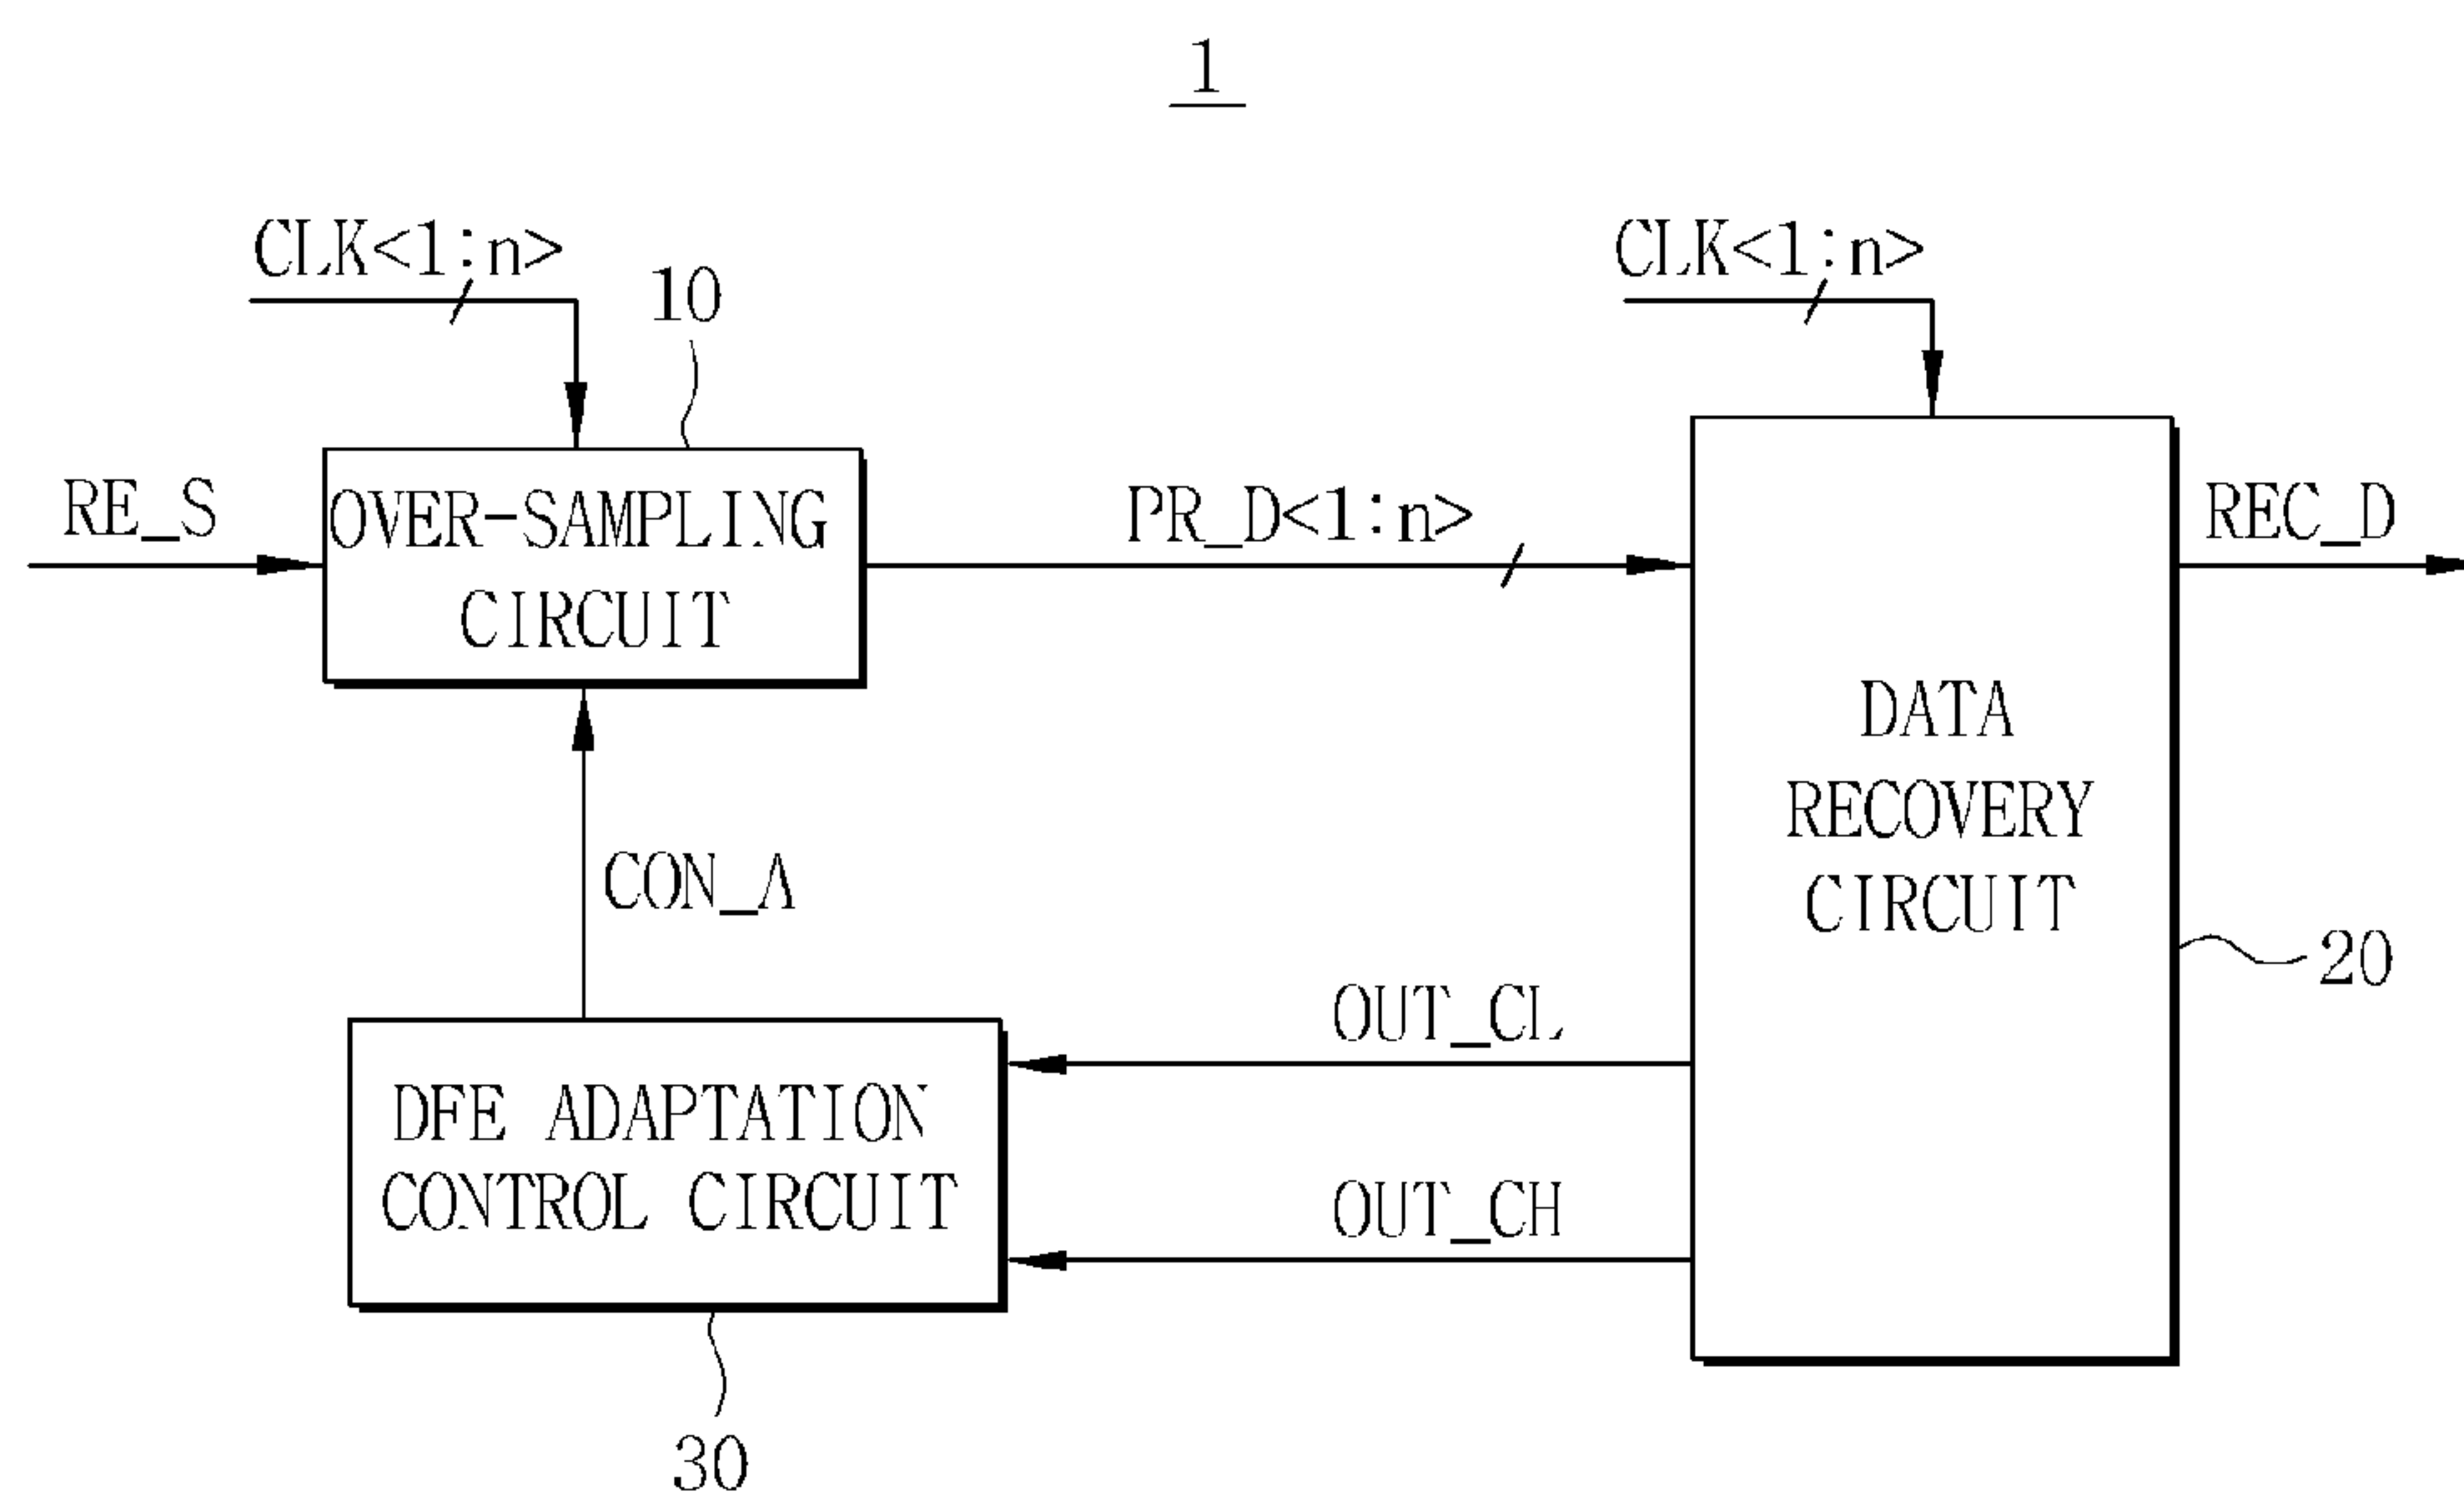 1
CLK<1:n>
CLK<1:n>
10
RE_S
OVER-SAMPLING
CIRCUIT
PR_D<1:n>
REC_D
DATA
RECOVERY
CIRCUIT
CON_A
20
OUT_CL
DFE ADAPTATION
CONTROL CIRCUIT
OUT_CH
30